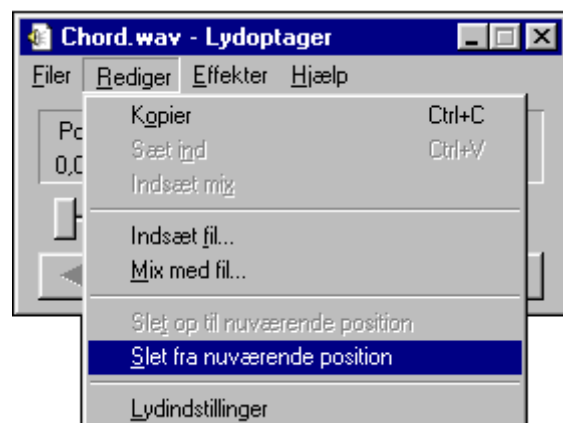 Chord.wav - Lydoptager
Filer Rediger Effekter Hjælp
Kopier Ctrl+C
Sæt ind Ctrl+V
Indsæt mix
Indsæt fil...
Mix med fil...
Slet op til nuværende position
Slet fra nuværende position
Lydindstillinger